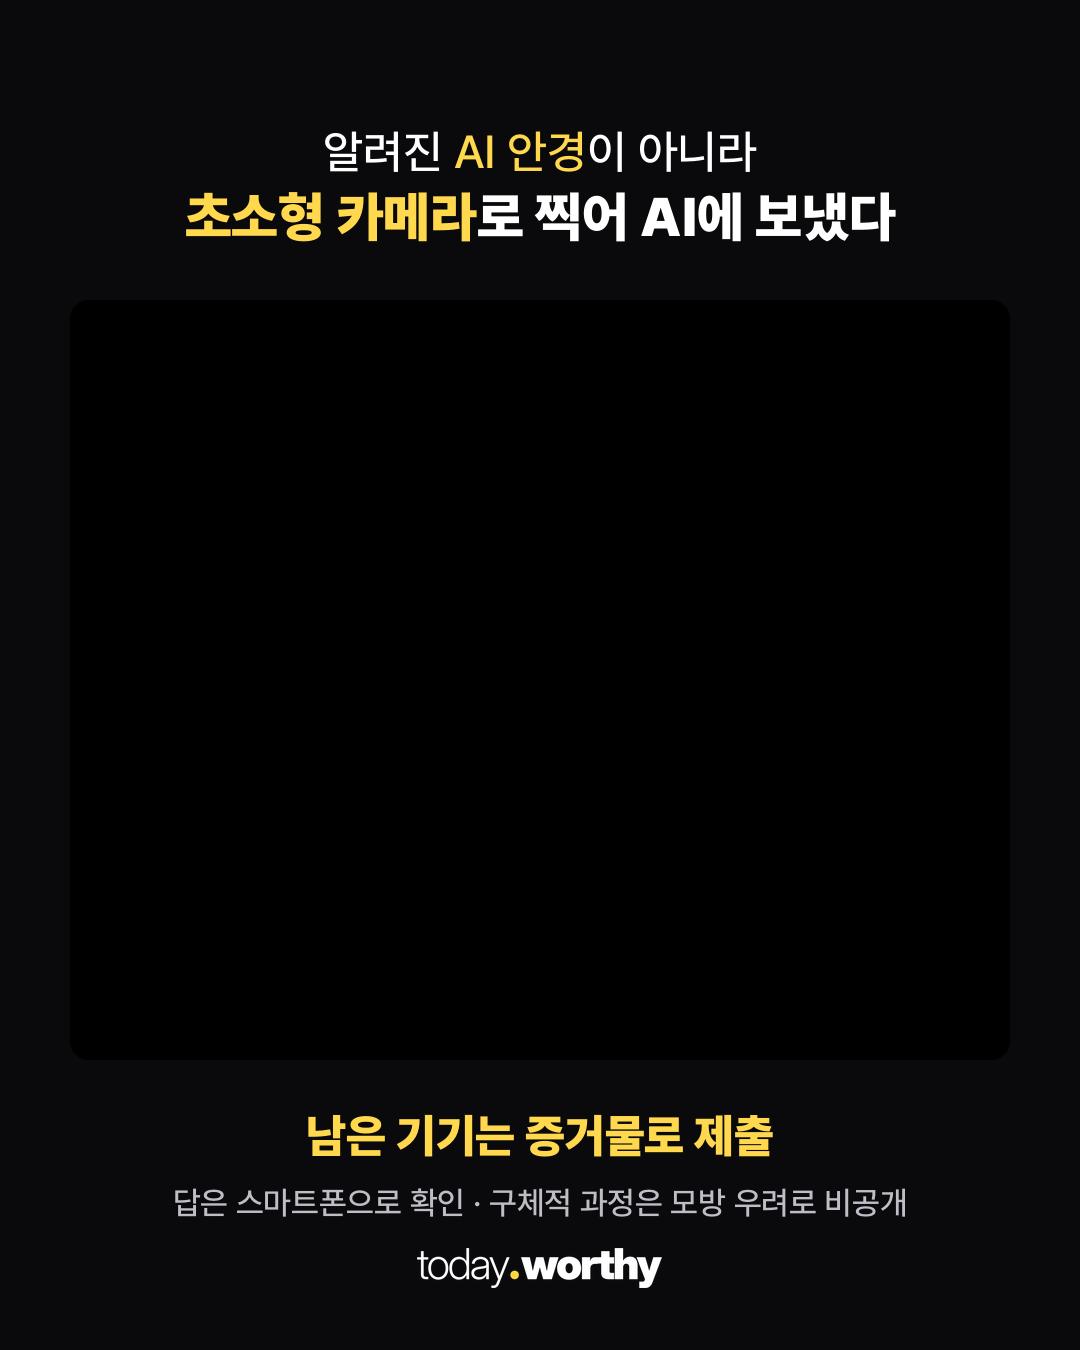 알려진 AI 안경이 아니라
초소형 카메라로 찍어 AI에 보냈다
남은 기기는 증거물로 제출
답은 스마트폰으로 확인 · 구체적 과정은 모방 우려로 비공개
today.worthy